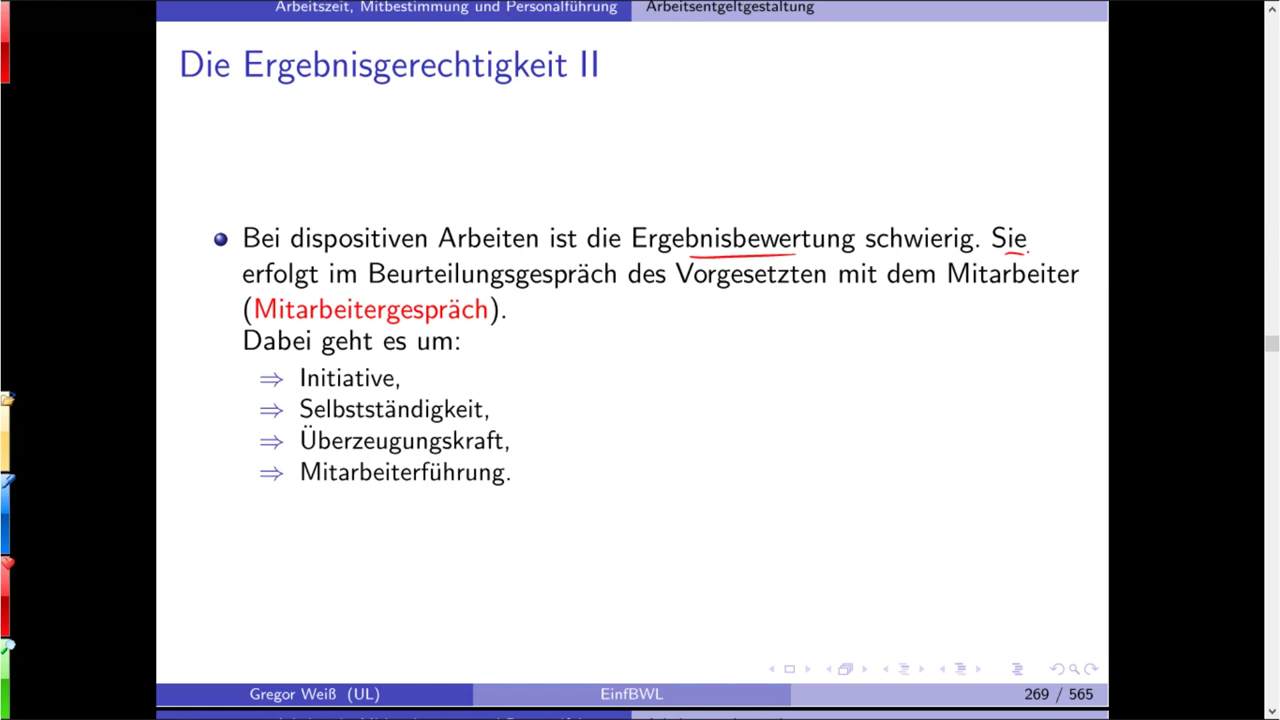 Arbeitszeit, Mitbestimmung und Personalführung Arbeitsentgeltgestaltung
Die Ergebnisgerechtigkeit II
Bei dispositiven Arbeiten ist die Ergebnisbewertung schwierig. Sie
erfolgt im Beurteilungsgespräch des Vorgesetzten mit dem Mitarbeiter
(Mitarbeitergespräch).
Dabei geht es um:
⇒ Initiative,
⇒ Selbstständigkeit,
⇒ Überzeugungskraft,
⇒ Mitarbeiterführung.
Gregor Weiß (UL) EinfBWL 269 / 565